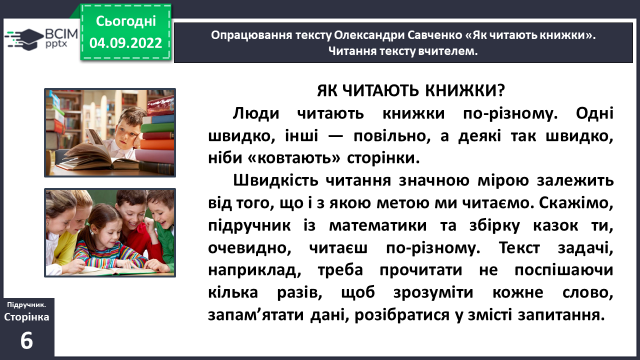 Сьогодні
04.09.2022
ВСІМ
pptx
Опрацювання тексту Олександри Савченко «Як читають книжки».
Читання тексту вчителем.
ЯК ЧИТАЮТЬ КНИЖКИ?
Люди читають книжки по-різному. Одні
швидко, інші — повільно, а деякі так швидко,
ніби «ковтають» сторінки.
Швидкість читання значною мірою залежить
від того, що і з якою метою ми читаємо. Скажімо,
підручник із математики та збірку казок ти,
очевидно, читаєш по-різному. Текст задачі,
наприклад, треба прочитати не поспішаючи
кілька разів, щоб зрозуміти кожне слово,
запам’ятати дані, розібратися у змісті запитання.
Підручник.
Сторінка
6